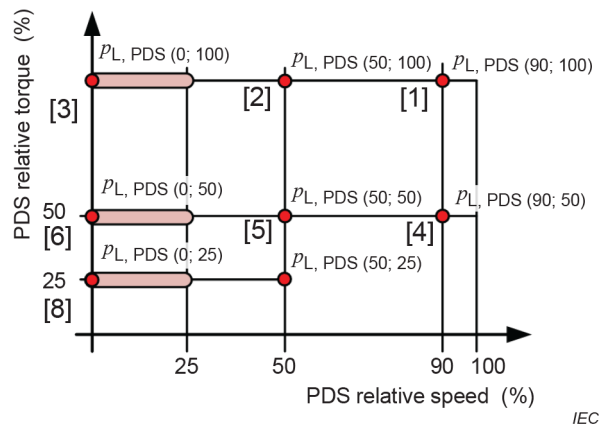 PDS relative torque (%)
pL, PDS (0; 100)
pL, PDS (50; 100)
pL, PDS (90; 100)
[3]
[2]
[1]
pL, PDS (0; 50)
pL, PDS (50; 50)
pL, PDS (90; 50)
50
[6]
[5]
[4]
pL, PDS (0; 25)
pL, PDS (50; 25)
25
[8]
25
50
90
100
PDS relative speed (%)
IEC